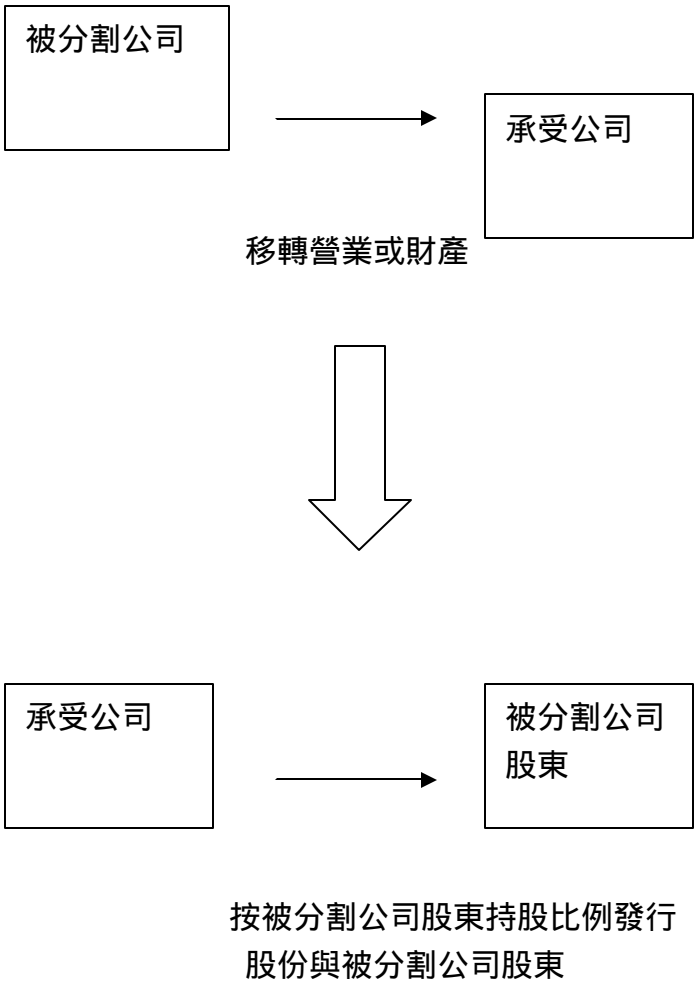 被分割公司
承受公司
移轉營業或財產
承受公司
被分割公司
股東
按被分割公司股東持股比例發行
股份與被分割公司股東